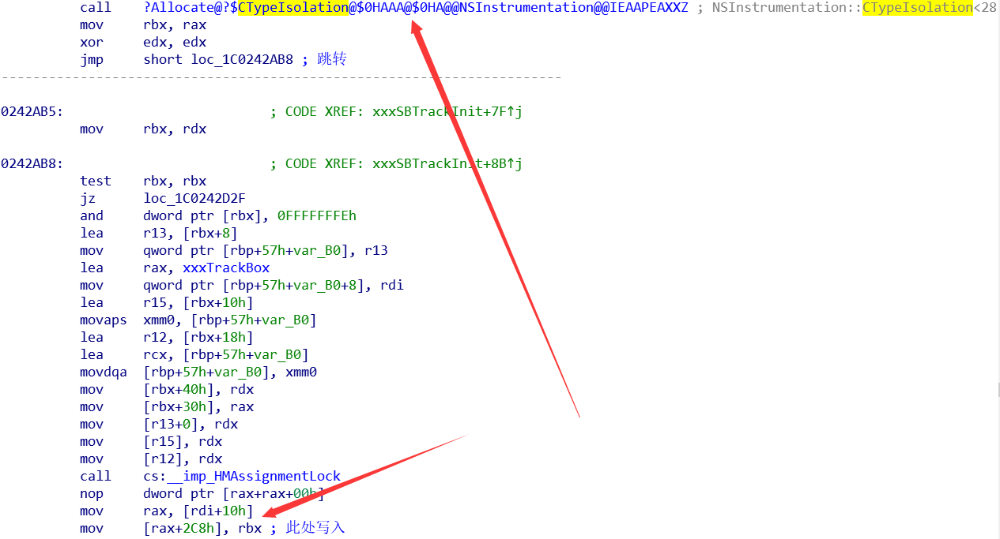 call ?Allocate@?$CTypeIsolation@$0HAAA@$0HA@@NSInstrumentation@@IEAAPEAXXZ ; NSInstrumentation::CTypeIsolation<28
mov rbx, rax
xor edx, edx
jmp short loc_1C0242AB8 ; 跳转
-----------------------------------------------------------------------
0242AB5: ; CODE XREF: xxxSBTrackInit+7F↑j
mov rbx, rdx
0242AB8: ; CODE XREF: xxxSBTrackInit+8B↑j
test rbx, rbx
jz loc_1C0242D2F
and dword ptr [rbx], 0FFFFFFFEh
lea r13, [rbx+8]
mov qword ptr [rbp+57h+var_B0], r13
lea rax, xxxTrackBox
mov qword ptr [rbp+57h+var_B0+8], rdi
lea r15, [rbx+10h]
movaps xmm0, [rbp+57h+var_B0]
lea r12, [rbx+18h]
lea rcx, [rbp+57h+var_B0]
movdqa [rbp+57h+var_B0], xmm0
mov [rbx+40h], rdx
mov [rbx+30h], rax
mov [r13+0], rdx
mov [r15], rdx
mov [r12], rdx
call cs:__imp_HMAssignmentLock
nop dword ptr [rax+rax+00h]
mov rax, [rdi+10h]
mov [rax+2C8h], rbx ; 此处写入